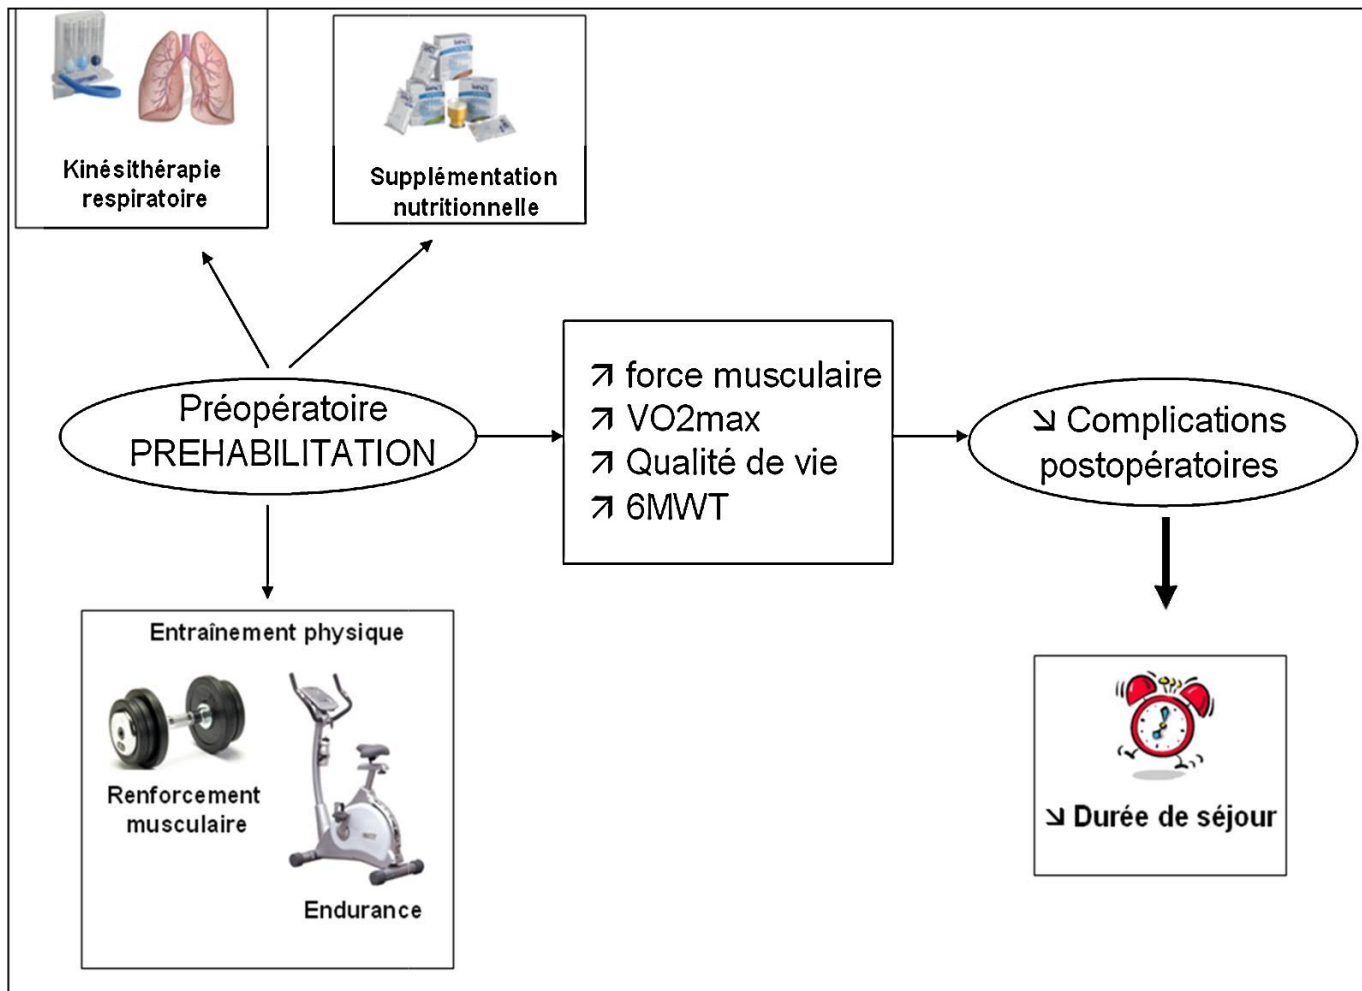 Kinésithérapie
respiratoire
Supplémentation
nutritionnelle
Préopératoire
PREHABILITATION
↗ force musculaire
↗ VO2max
↗ Qualité de vie
↗ 6MWT
↘ Complications
postopératoires
Entraînement physique
Renforcement
musculaire
Endurance
↘ Durée de séjour